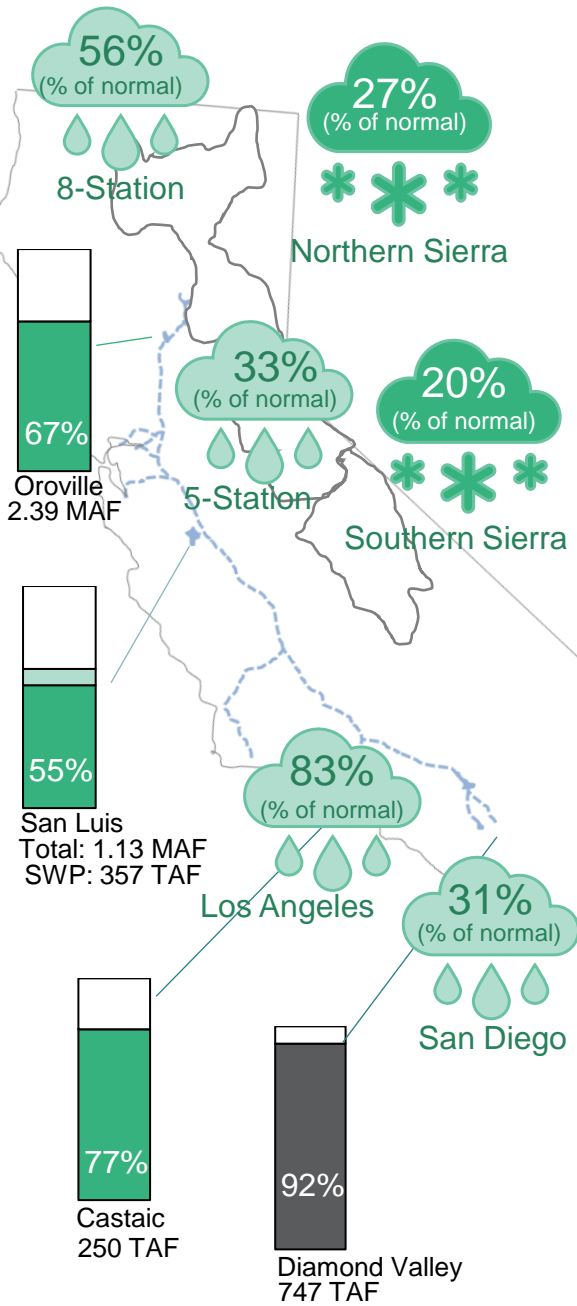 56%
(% of normal)
8-Station
27%
(% of normal)
Northern Sierra
67%
Oroville
2.39 MAF
33%
(% of normal)
5-Station
20%
(% of normal)
Southern Sierra
55%
San Luis
Total: 1.13 MAF
SWP: 357 TAF
83%
(% of normal)
Los Angeles
31%
(% of normal)
San Diego
77%
Castaic
250 TAF
92%
Diamond Valley
747 TAF